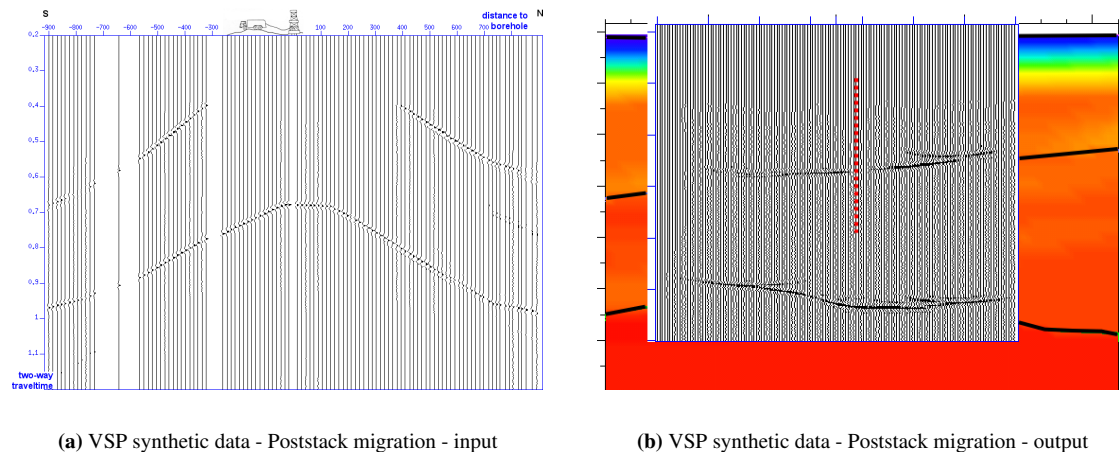 S
distance to
borehole
N
-900 -800 -700 -600 -500 -400 -300 -200 -100 0 100 200 300 400 500 600 700
0.2
0.3
0.4
0.5
0.6
0.7
0.8
0.9
1
1.1
two-way
traveltime
(a) VSP synthetic data - Poststack migration - input
(b) VSP synthetic data - Poststack migration - output